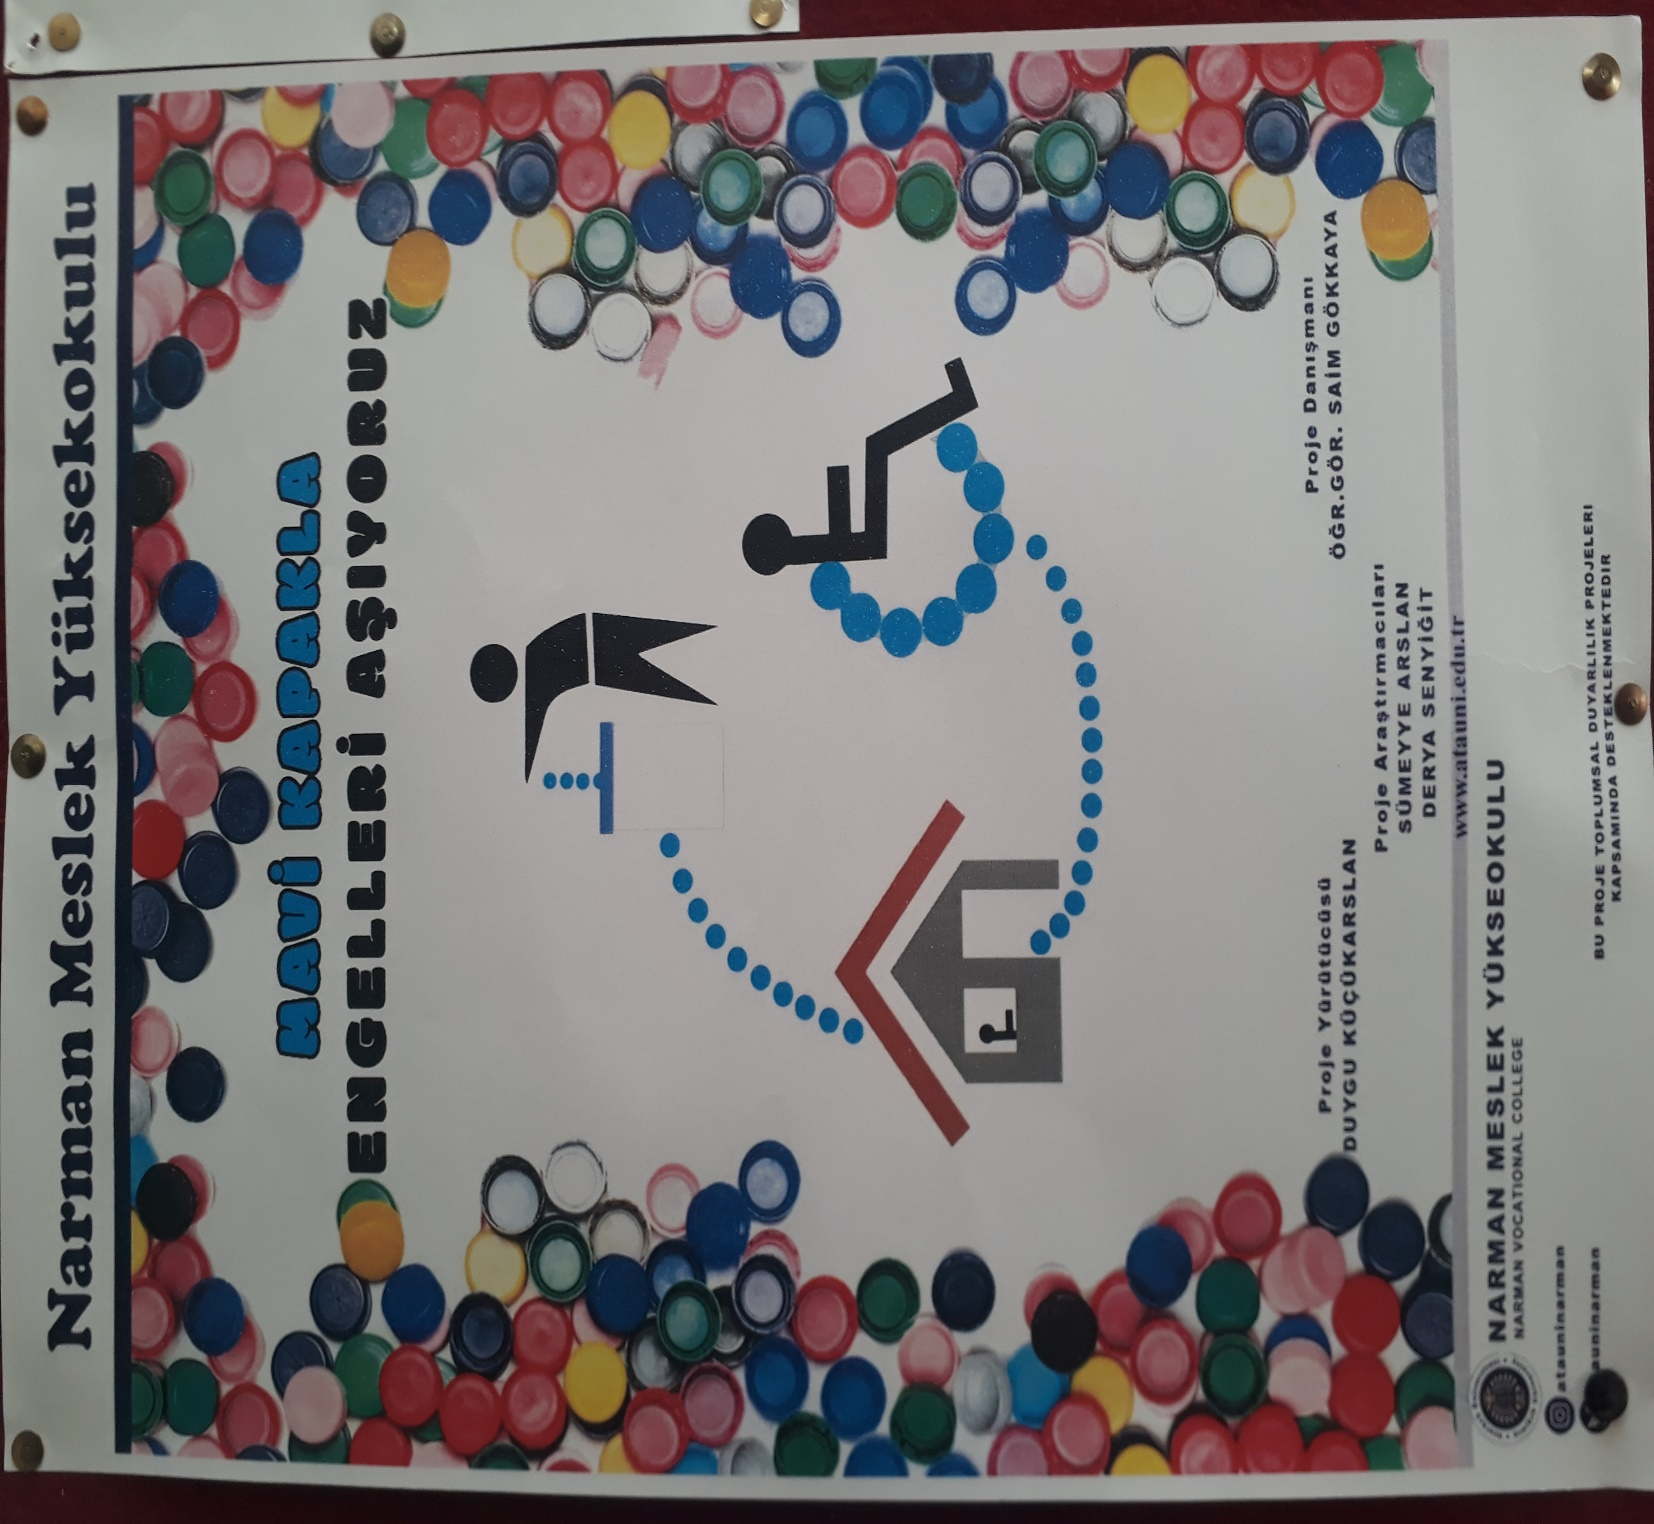 Narman Meslek Yüksekokulu
MAVİ KAPAKLA
ENGELLERİ AŞIYORUZ
Proje Yürütücüsü
DUYGU KÜÇÜKARSLAN
Proje Araştırmacıları
SÜMEYYE ARSLAN
DERYA SENYİĞİT
Proje Danışmanı
ÖĞR.GÖR. SAİM GÖKKAYA
www.atauni.edu.tr
NARMAN MESLEK YÜKSEOKULU
NARMAN VOCATIONAL COLLEGE
atauninarman
auninarman
BU PROJE TOPLUMSAL DUYARLILIK PROJELERI
KAPSAMINDA DESTEKLENMEKTEDIR